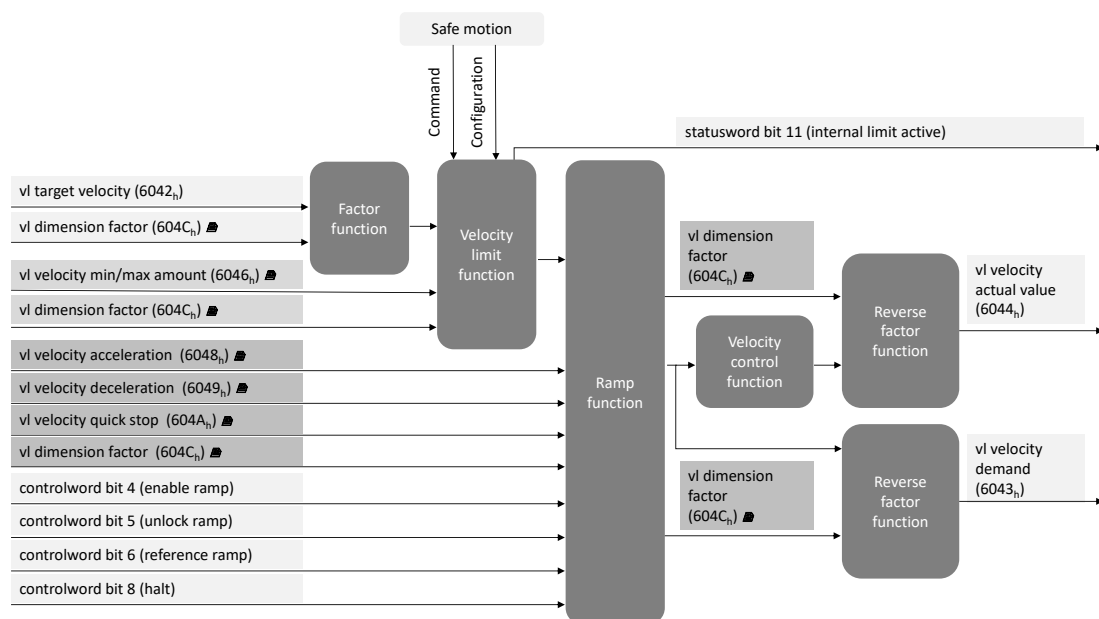 Safe motion
Command
Configuration
statusword bit 11 (internal limit active)
vl target velocity (6042h)
vl dimension factor (604Ch)
Factor
function
vl velocity min/max amount (6046h)
vl dimension factor (604Ch)
Velocity
limit
function
vl velocity acceleration (6048h)
vl velocity deceleration (6049h)
vl velocity quick stop (604Ah)
vl dimension factor (604Ch)
controlword bit 4 (enable ramp)
controlword bit 5 (unlock ramp)
controlword bit 6 (reference ramp)
controlword bit 8 (halt)
Ramp
function
vl dimension
factor
(604Ch)
Velocity
control
function
Reverse
factor
function
vl velocity
actual value
(6044h)
vl dimension
factor
(604Ch)
Reverse
factor
function
vl velocity
demand
(6043h)